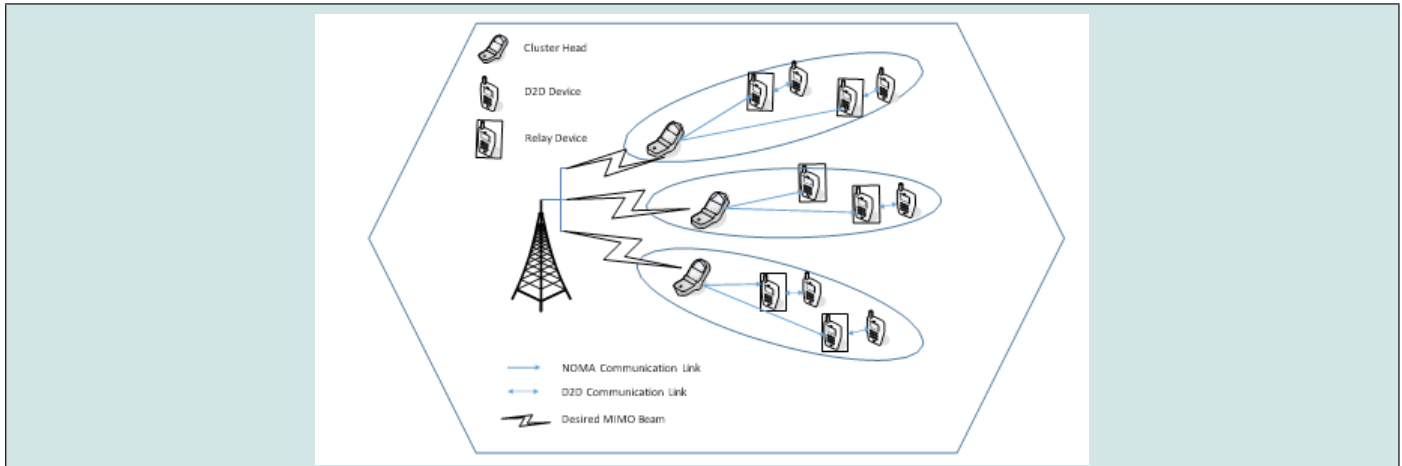 Cluster Head
D2D Device
Relay Device
NOMA Communication Link
D2D Communication Link
Desired MIMO Beam